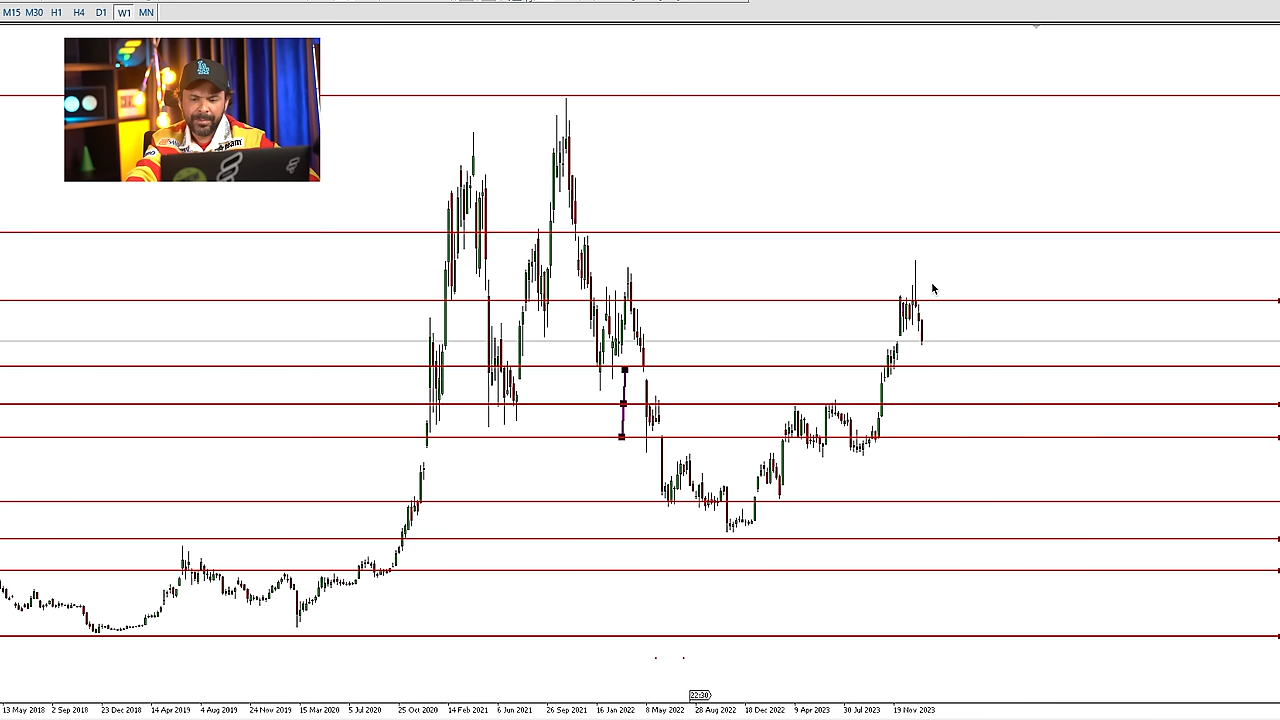 M15 M30 H1 H4 D1 W1 MN
22:30
13 May 2018 2 Sep 2018 23 Dec 2018 14 Apr 2019 4 Aug 2019 24 Nov 2019 15 Mar 2020 5 Jul 2020 25 Oct 2020 14 Feb 2021 6 Jun 2021 26 Sep 2021 16 Jan 2022 8 May 2022 28 Aug 2022 18 Dec 2022 9 Apr 2023 30 Jul 2023 19 Nov 2023